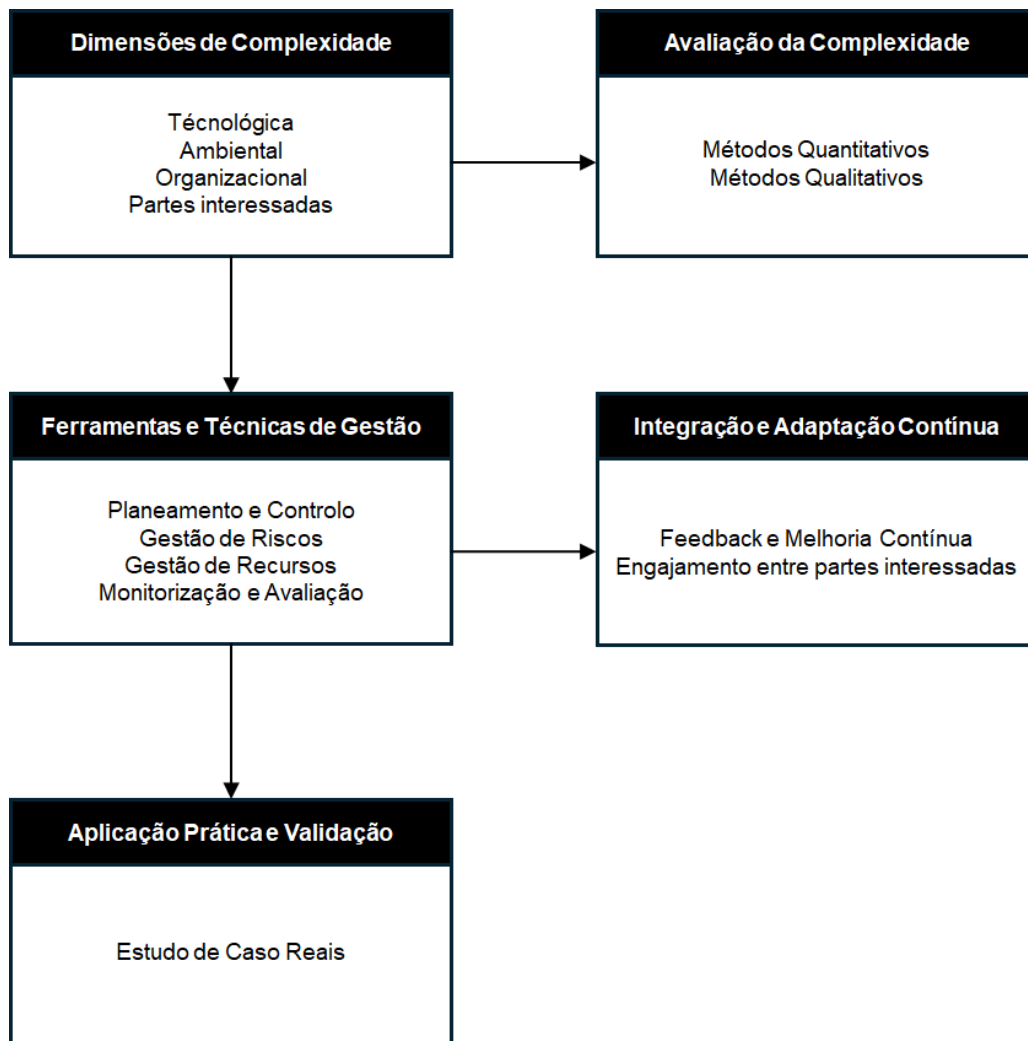 Dimensões de Complexidade
Técnológica
Ambiental
Organizacional
Partes interessadas
Avaliação da Complexidade
Métodos Quantitativos
Métodos Qualitativos
Ferramentas e Técnicas de Gestão
Planeamento e Controlo
Gestão de Riscos
Gestão de Recursos
Monitorização e Avaliação
Integração e Adaptação Contínua
Feedback e Melhoria Contínua
Engajamento entre partes interessadas
Aplicação Prática e Validação
Estudo de Caso Reais